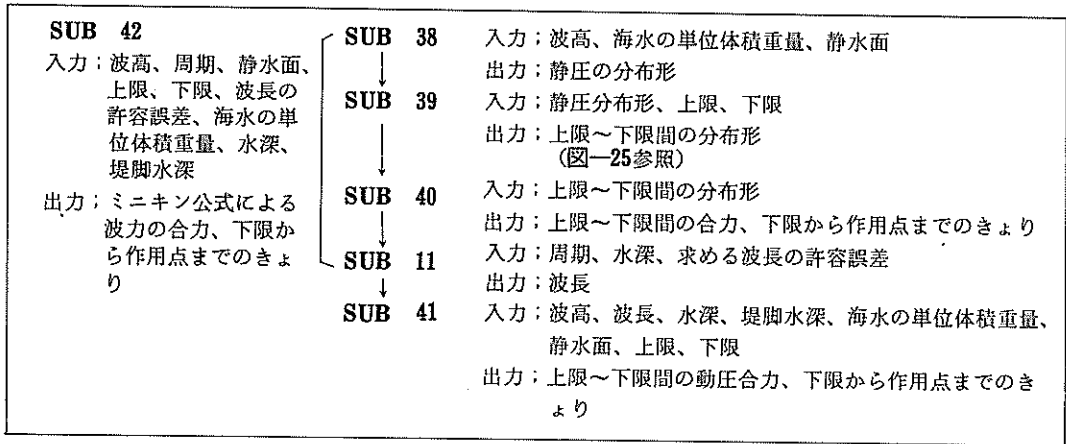 SUB 42
入力；波高、周期、静水面、
上限、下限、波長の
許容誤差、海水の単
位体積重量、水深、
堤脚水深
出力；ミニキン公式による
波力の合力、下限か
ら作用点までのきょ
り
SUB 38
入力；波高、海水の単位体積重量、静水面
出力；静圧の分布形
SUB 39
入力；静圧分布形、上限、下限
出力；上限～下限間の分布形
（図—25参照）
SUB 40
入力；上限～下限間の分布形
出力；上限～下限間の合力、下限から作用点までのきょり
SUB 11
入力；周期、水深、求める波長の許容誤差
出力；波長
SUB 41
入力；波高、波長、水深、堤脚水深、海水の単位体積重量、
静水面、上限、下限
出力；上限～下限間の動圧合力、下限から作用点までのき
ょり